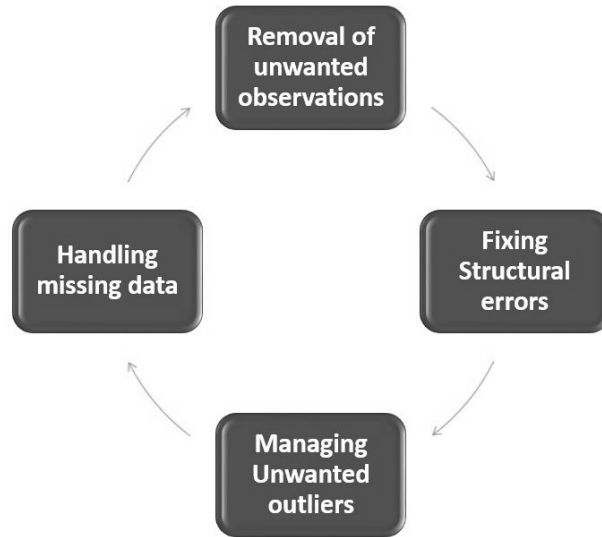 Removal of
unwanted
observations
Fixing
Structural
errors
Managing
Unwanted
outliers
Handling
missing data